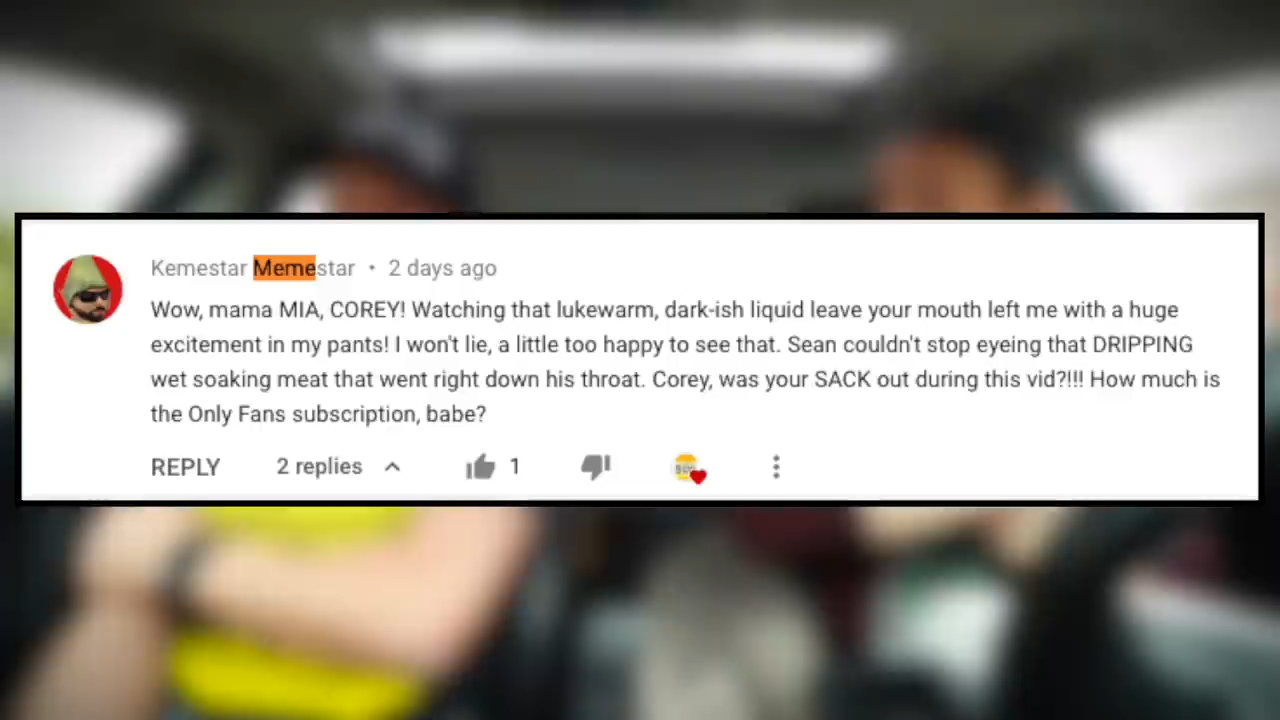 Kemestar Memestar • 2 days ago
Wow, mama MIA, COREY! Watching that lukewarm, dark-ish liquid leave your mouth left me with a huge
excitement in my pants! I won't lie, a little too happy to see that. Sean couldn't stop eyeing that DRIPPING
wet soaking meat that went right down his throat. Corey, was your SACK out during this vid?!!! How much is
the Only Fans subscription, babe?
REPLY 2 replies 1